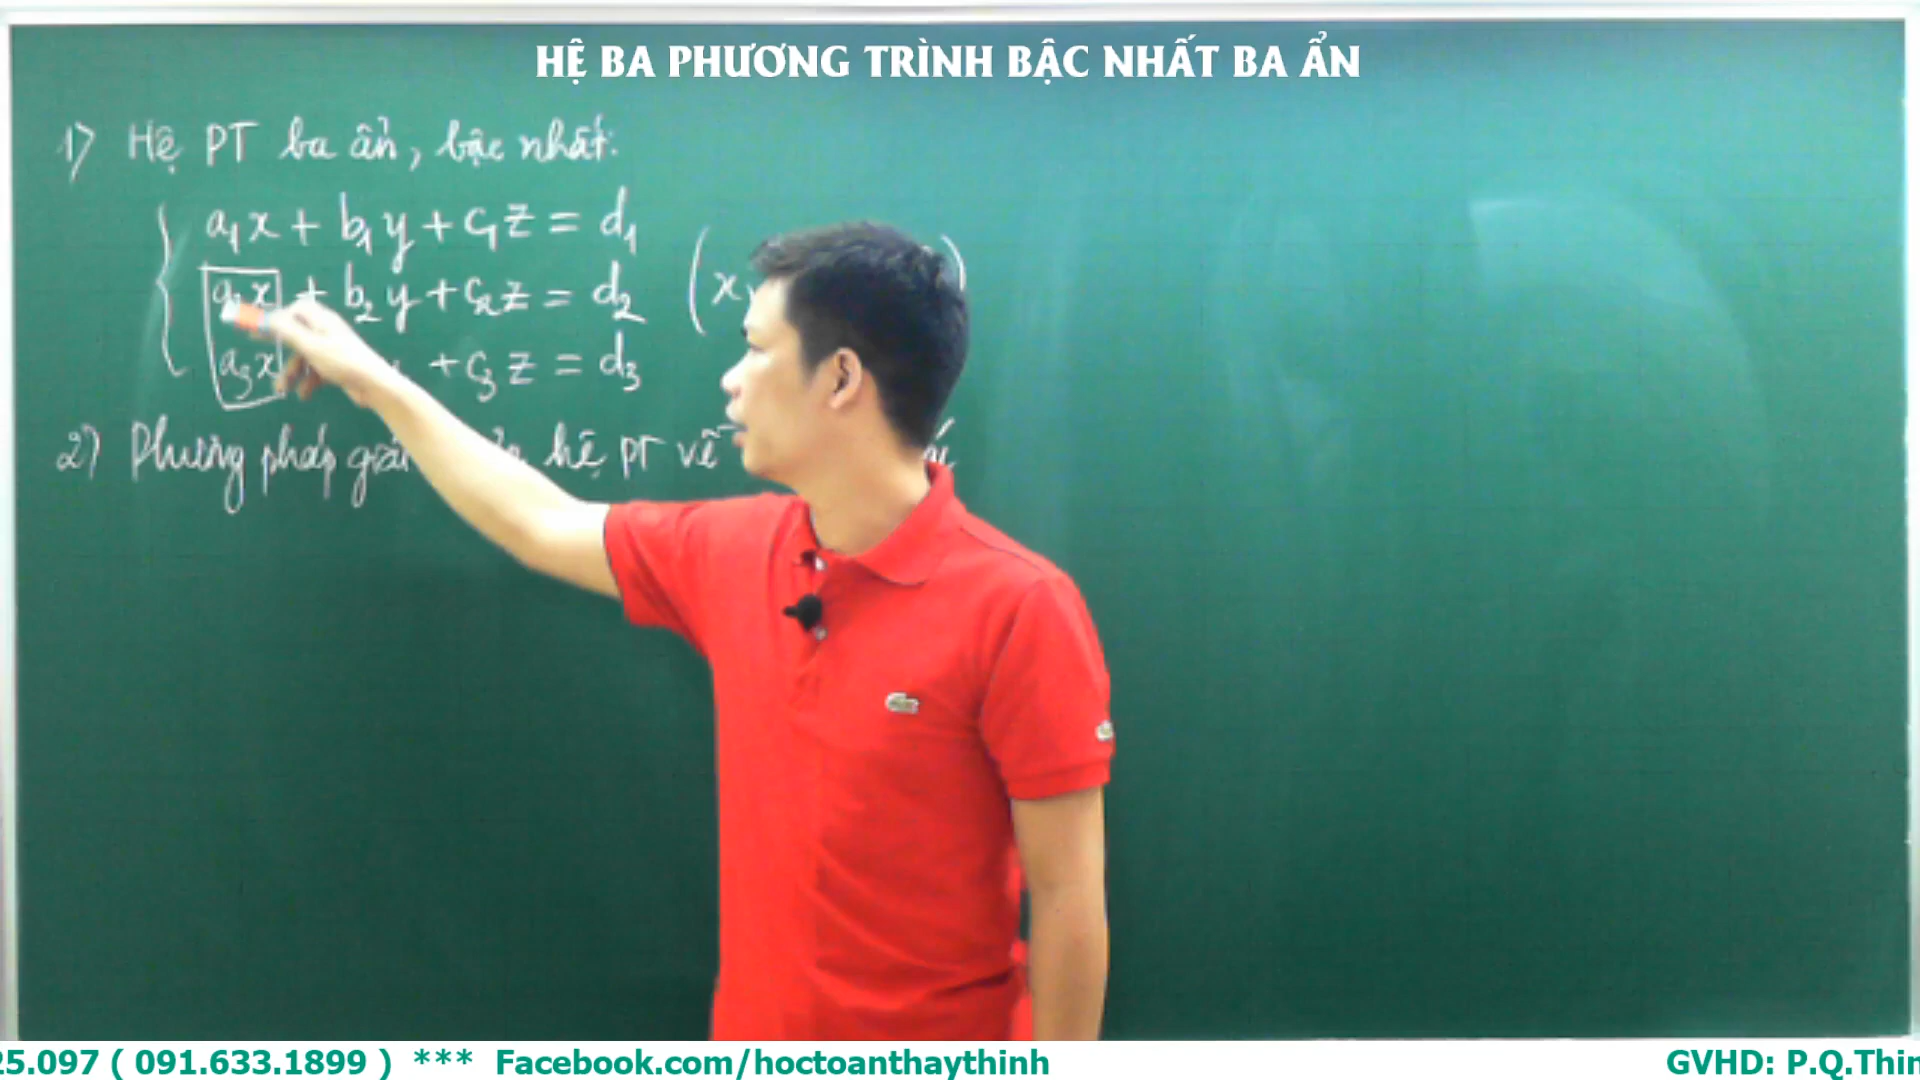 HỆ BA PHƯƠNG TRÌNH BẬC NHẤT BA ẨN
1) Hệ PT ba ẩn, bậc nhất:
a₁x + b₁y + c₁z = d₁
a₂x + b₂y + c₂z = d₂ (x, )
a₃x + c₃z = d₃
2) Phương pháp giải hệ PT về
25.097 ( 091.633.1899 ) *** Facebook.com/hoctoanthaythinh GVHD: P.Q.Thin